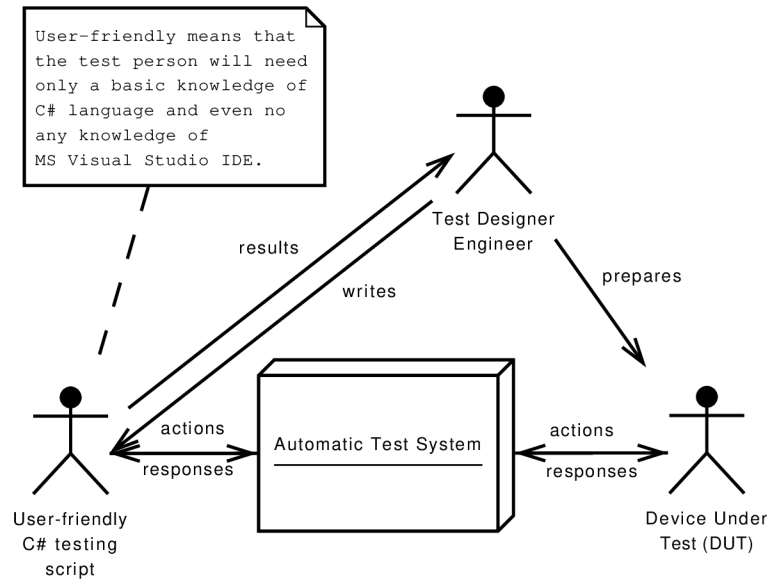 User-friendly means that
the test person will need
only a basic knowledge of
C# language and even no
any knowledge of
MS Visual Studio IDE.
Test Designer
Engineer
results
writes
prepares
actions
responses
Automatic Test System
actions
responses
User-friendly
C# testing
script
Device Under
Test (DUT)